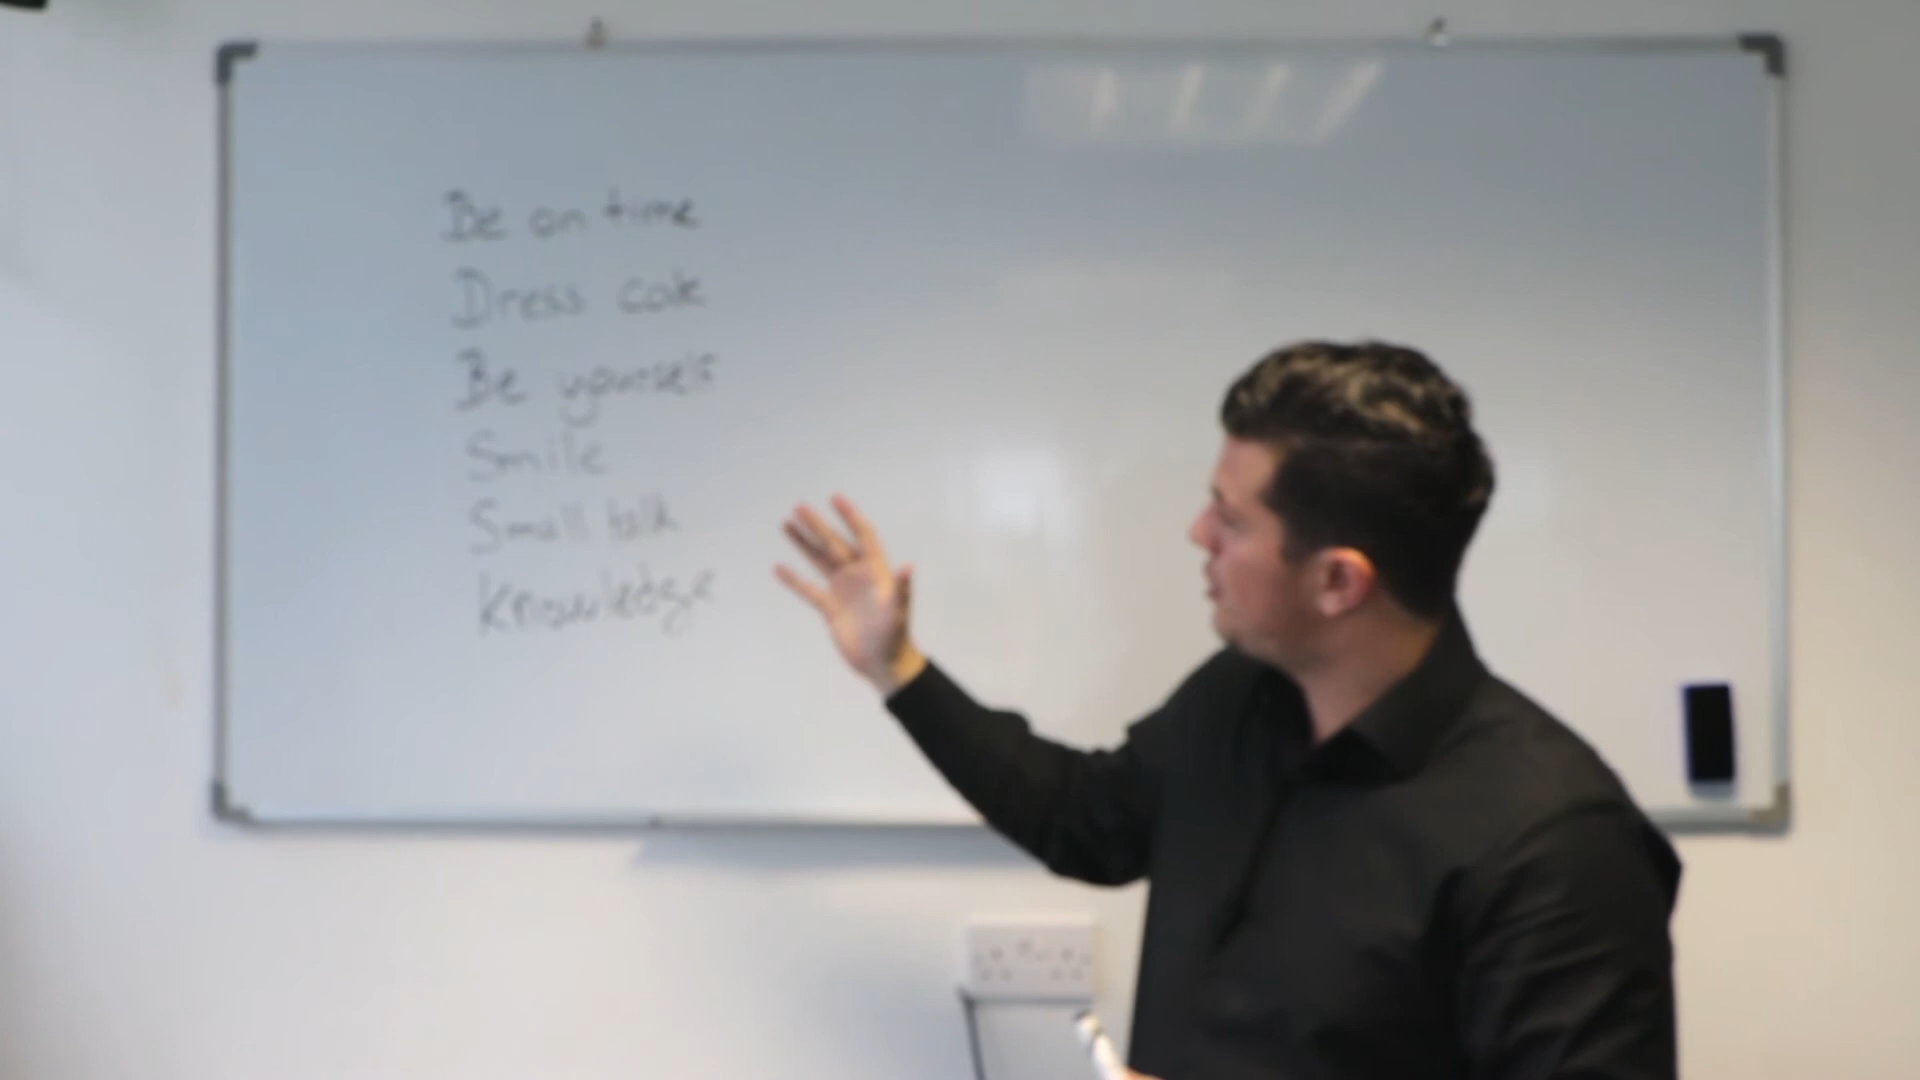 Be on time
Dress code
Be yourself
Smile
Small talk
Knowledge